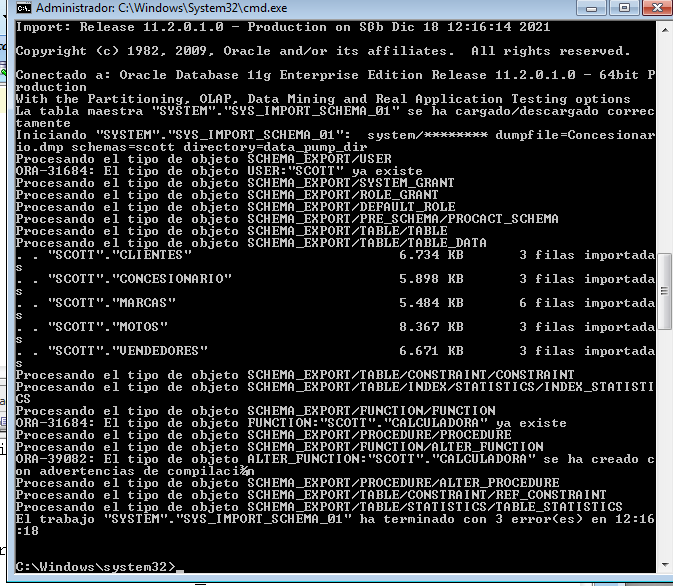 Administrador: C:\Windows\System32\cmd.exe
Import: Release 11.2.0.1.0 - Production on Sβb Dic 18 12:16:14 2021
Copyright (c) 1982, 2009, Oracle and/or its affiliates.  All rights reserved.
Conectado a: Oracle Database 11g Enterprise Edition Release 11.2.0.1.0 - 64bit P
roduction
With the Partitioning, OLAP, Data Mining and Real Application Testing options
La tabla maestra "SYSTEM"."SYS_IMPORT_SCHEMA_01" se ha cargado/descargado correc
tamente
Iniciando "SYSTEM"."SYS_IMPORT_SCHEMA_01":  system/******** dumpfile=Concesionar
io.dmp schemas=scott directory=data_pump_dir
Procesando el tipo de objeto SCHEMA_EXPORT/USER
ORA-31684: El tipo de objeto USER:"SCOTT" ya existe
Procesando el tipo de objeto SCHEMA_EXPORT/SYSTEM_GRANT
Procesando el tipo de objeto SCHEMA_EXPORT/ROLE_GRANT
Procesando el tipo de objeto SCHEMA_EXPORT/DEFAULT_ROLE
Procesando el tipo de objeto SCHEMA_EXPORT/PRE_SCHEMA/PROCACT_SCHEMA
Procesando el tipo de objeto SCHEMA_EXPORT/TABLE/TABLE
Procesando el tipo de objeto SCHEMA_EXPORT/TABLE/TABLE_DATA
. . "SCOTT"."CLIENTES"                          6.734 KB       3 filas importada
s
. . "SCOTT"."CONCESIONARIO"                     5.898 KB       3 filas importada
s
. . "SCOTT"."MARCAS"                            5.484 KB       6 filas importada
s
. . "SCOTT"."MOTOS"                             8.367 KB       3 filas importada
s
. . "SCOTT"."VENDEDORES"                        6.671 KB       3 filas importada
s
Procesando el tipo de objeto SCHEMA_EXPORT/TABLE/CONSTRAINT/CONSTRAINT
Procesando el tipo de objeto SCHEMA_EXPORT/TABLE/INDEX/STATISTICS/INDEX_STATISTI
CS
Procesando el tipo de objeto SCHEMA_EXPORT/FUNCTION/FUNCTION
ORA-31684: El tipo de objeto FUNCTION:"SCOTT"."CALCULADORA" ya existe
Procesando el tipo de objeto SCHEMA_EXPORT/PROCEDURE/PROCEDURE
Procesando el tipo de objeto SCHEMA_EXPORT/FUNCTION/ALTER_FUNCTION
ORA-39082: El tipo de objeto ALTER_FUNCTION:"SCOTT"."CALCULADORA" se ha creado c
on advertencias de compilaci¾n
Procesando el tipo de objeto SCHEMA_EXPORT/PROCEDURE/ALTER_PROCEDURE
Procesando el tipo de objeto SCHEMA_EXPORT/TABLE/CONSTRAINT/REF_CONSTRAINT
Procesando el tipo de objeto SCHEMA_EXPORT/TABLE/STATISTICS/TABLE_STATISTICS
El trabajo "SYSTEM"."SYS_IMPORT_SCHEMA_01" ha terminado con 3 error(es) en 12:16
:18
C:\Windows\system32>_